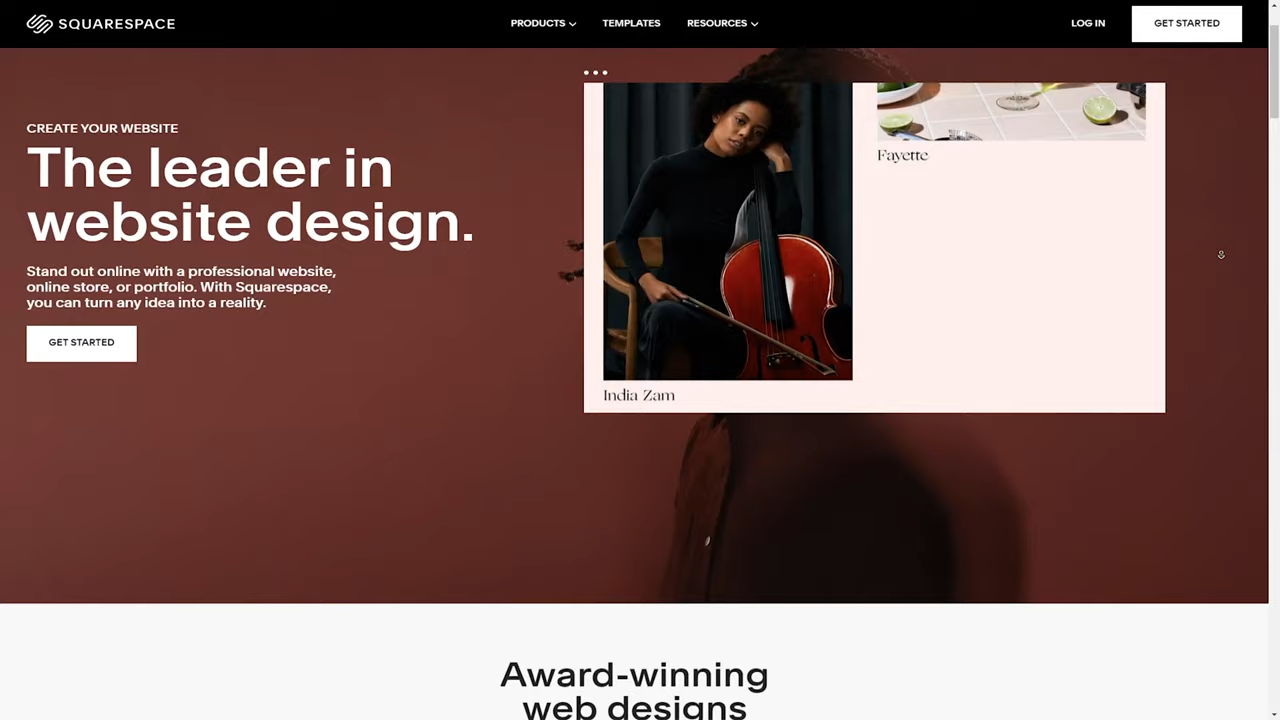 SQUARESPACE
PRODUCTS
TEMPLATES
RESOURCES
LOG IN
GET STARTED
CREATE YOUR WEBSITE
The leader in
website design.
Stand out online with a professional website,
online store, or portfolio. With Squarespace,
you can turn any idea into a reality.
GET STARTED
Fayette
India Zam
Award-winning
web designs